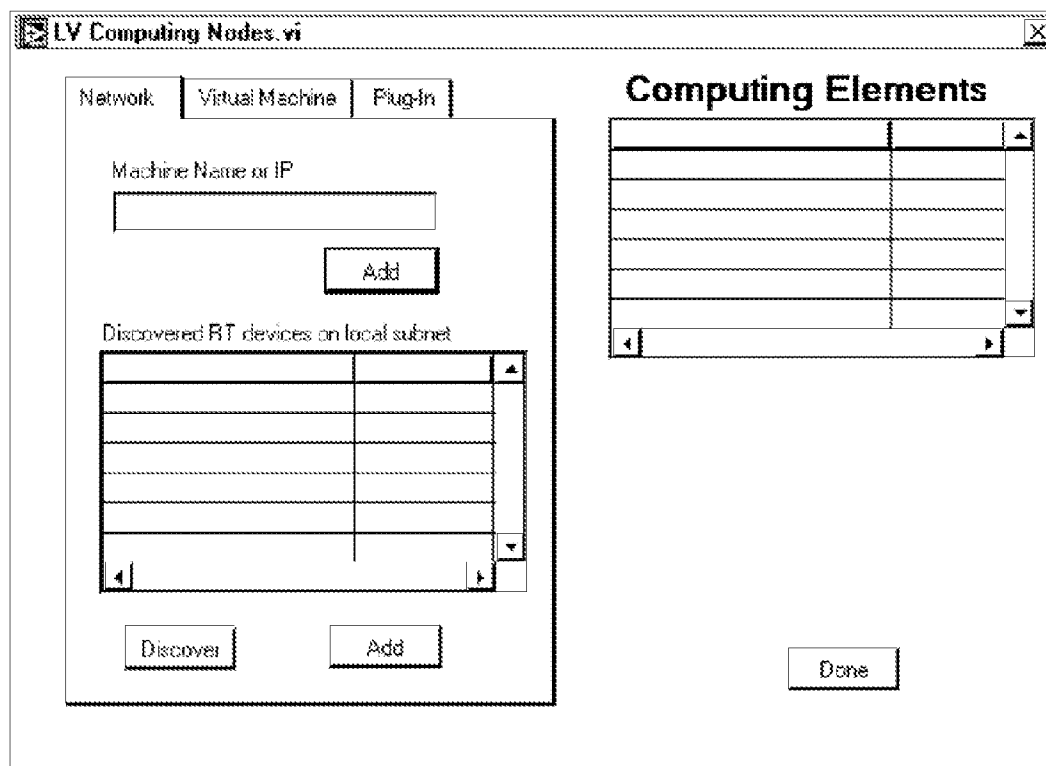 LV Computing Nodes.vi
Network
Virtual Machine
Plug-In
Machine Name or IP
Add
Discovered RT devices on local subnet
Discover
Add
Computing Elements
Done